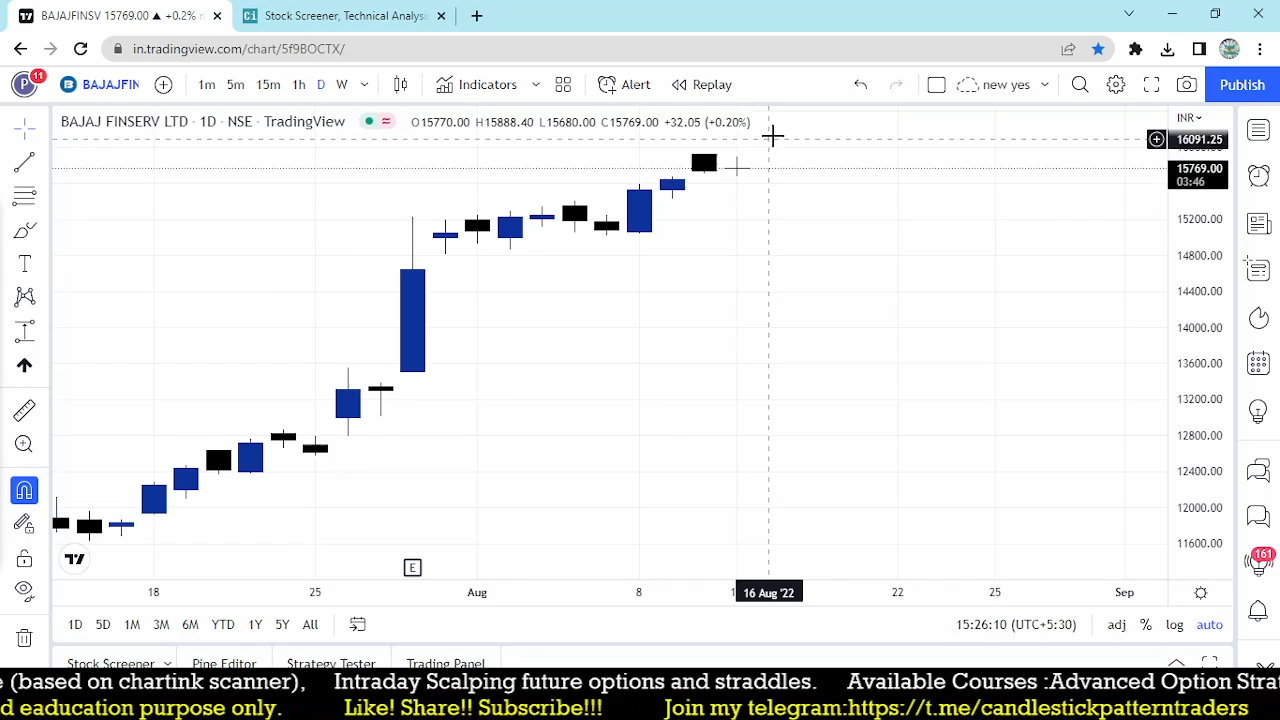 BAJAJFINSV 15769.00 ▲ +0.2%
Stock Screener, Technical Analysi
in.tradingview.com/chart/5f9BOCTX/
P
11
B
BAJAJFIN
1m 5m 15m 1h D W
Indicators
Alert
Replay
new yes
Publish
BAJAJ FINSERV LTD · 1D · NSE · TradingView
O15770.00 H15888.40 L15680.00 C15769.00 +32.05 (+0.20%)
INR
16091.25
15769.00
03:46
15200.00
14800.00
14400.00
14000.00
13600.00
13200.00
12800.00
12400.00
12000.00
11600.00
161
E
18 25 Aug 8 16 Aug '22 22 25 Sep
1D 5D 1M 3M 6M YTD 1Y 5Y All
15:26:10 (UTC+5:30)
adj % log auto
Stock Screener
Pine Editor
Strategy Tester
Trading Panel
(based on chartink scanner), Intraday Scalping future options and straddles. Available Courses :Advanced Option Strat
eaducation purpose only. Like! Share!! Subscribe!!! Join my telegram:https://t.me/candlestickpatterntraders